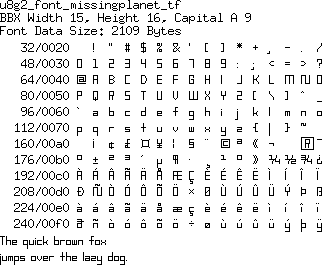 u8g2_font_missingplanet_tf
BBX Width 15, Height 16, Capital A 9
Font Data Size: 2109 Bytes
32/0020 ! " # $ % & ' ( ) * + , - . /
48/0030 0 1 2 3 4 5 6 7 8 9 : ; < = > ?
64/0040 @ A B C D E F G H I J K L M N O
80/0050 P Q R S T U V W X Y Z [ \ ] ^ _
96/0060 ` a b c d e f g h i j k l m n o
112/0070 p q r s t u v w x y z { | } ~
160/00a0 ¡ ¢ £ ¤ ¥ ¦ § ¨ © ª « ¬ ® ¯
176/00b0 ° ± ² ³ ´ µ ¶ · ¸ ¹ º » ¼ ½ ¾ ¿
192/00c0 À Á Â Ã Ä Å Æ Ç È É Ê Ë Ì Í Î Ï
208/00d0 Ð Ñ Ò Ó Ô Õ Ö × Ø Ù Ú Û Ü Ý Þ ß
224/00e0 à á â ã ä å æ ç è é ê ë ì í î ï
240/00f0 ð ñ ò ó ô õ ö ÷ ø ù ú û ü ý þ ÿ
The quick brown fox
jumps over the lazy dog.